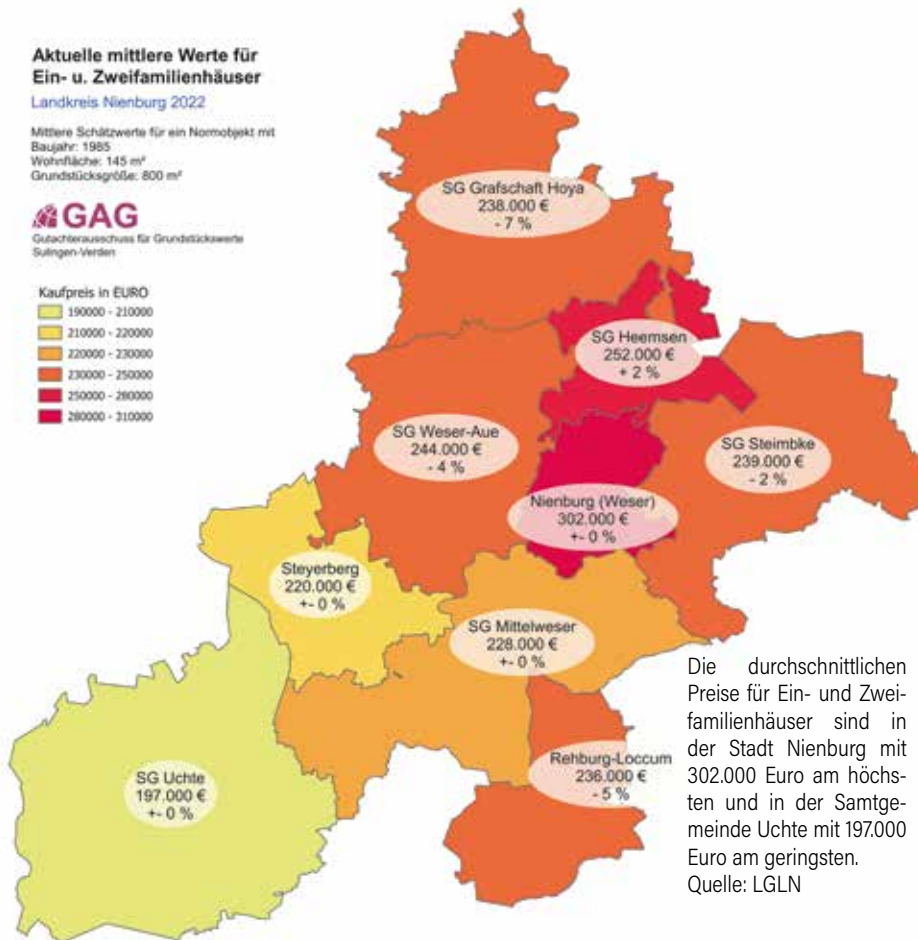 Aktuelle mittlere Werte für
Ein- u. Zweifamilienhäuser
Landkreis Nienburg 2022
Mittlere Schätzwerte für ein Normobjekt mit
Baujahr: 1985
Wohnfläche: 145 m²
Grundstücksgröße: 800 m²
GAG
Gutachterausschuss für Grundstückswerte
Sulingen-Verden
Kaufpreis in EURO
190000 - 210000
210000 - 220000
220000 - 230000
230000 - 250000
250000 - 280000
280000 - 310000
SG Grafschaft Hoya
238.000 €
- 7 %
SG Heemsen
252.000 €
+ 2 %
SG Weser-Aue
244.000 €
- 4 %
SG Steimbke
239.000 €
- 2 %
Nienburg (Weser)
302.000 €
+- 0 %
Steyerberg
220.000 €
+- 0 %
SG Mittelweser
228.000 €
+- 0 %
Rehburg-Loccum
236.000 €
- 5 %
SG Uchte
197.000 €
+- 0 %
Die durchschnittlichen
Preise für Ein- und Zwei-
familienhäuser sind in
der Stadt Nienburg mit
302.000 Euro am höchs-
ten und in der Samtge-
meinde Uchte mit 197.000
Euro am geringsten.
Quelle: LGLN